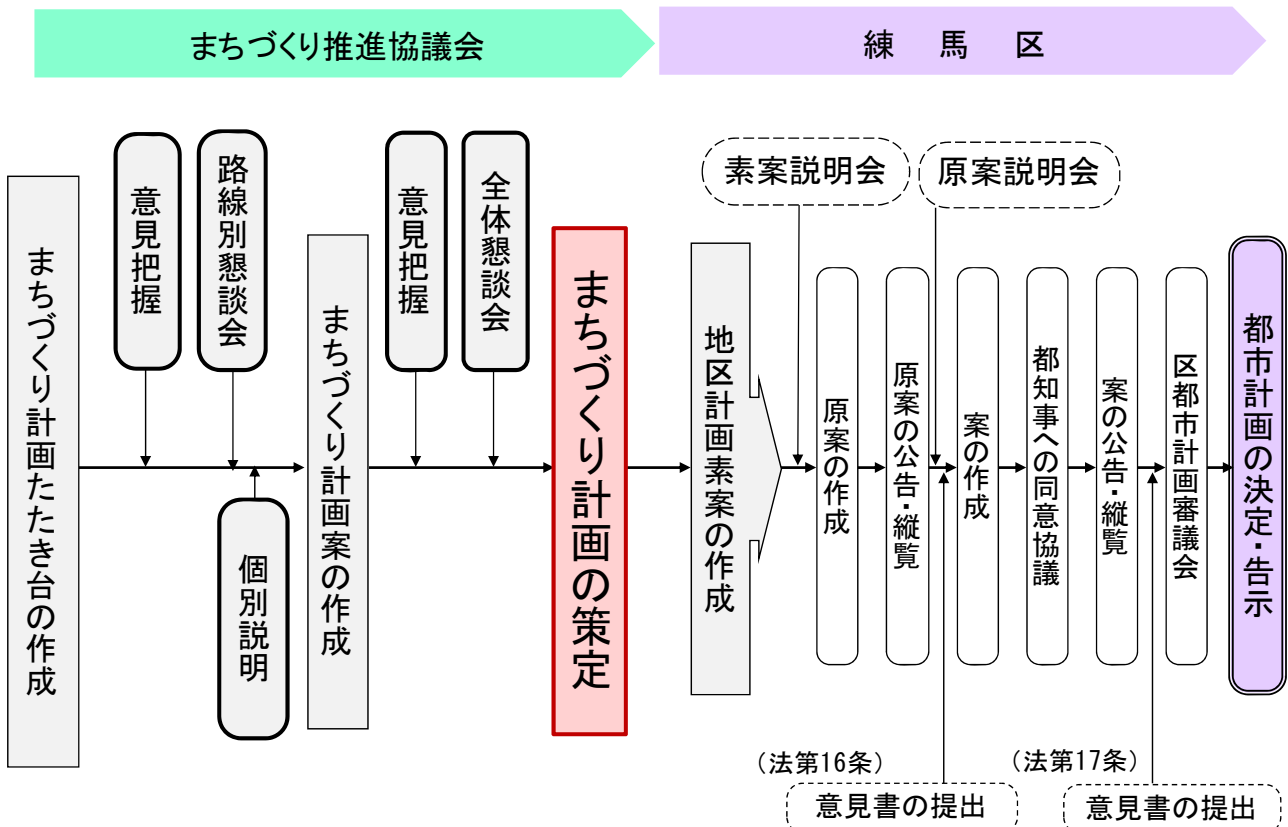 まちづくり推進協議会
練馬区
まちづくり計画たたき台の作成
意見把握
路線別懇談会
個別説明
まちづくり計画案の作成
意見把握
全体懇談会
まちづくり計画の策定
地区計画素案の作成
素案説明会
原案の作成
原案の公告・縦覧
原案説明会
（法第16条）
意見書の提出
案の作成
都知事への同意協議
案の公告・縦覧
（法第17条）
意見書の提出
区都市計画審議会
都市計画の決定・告示